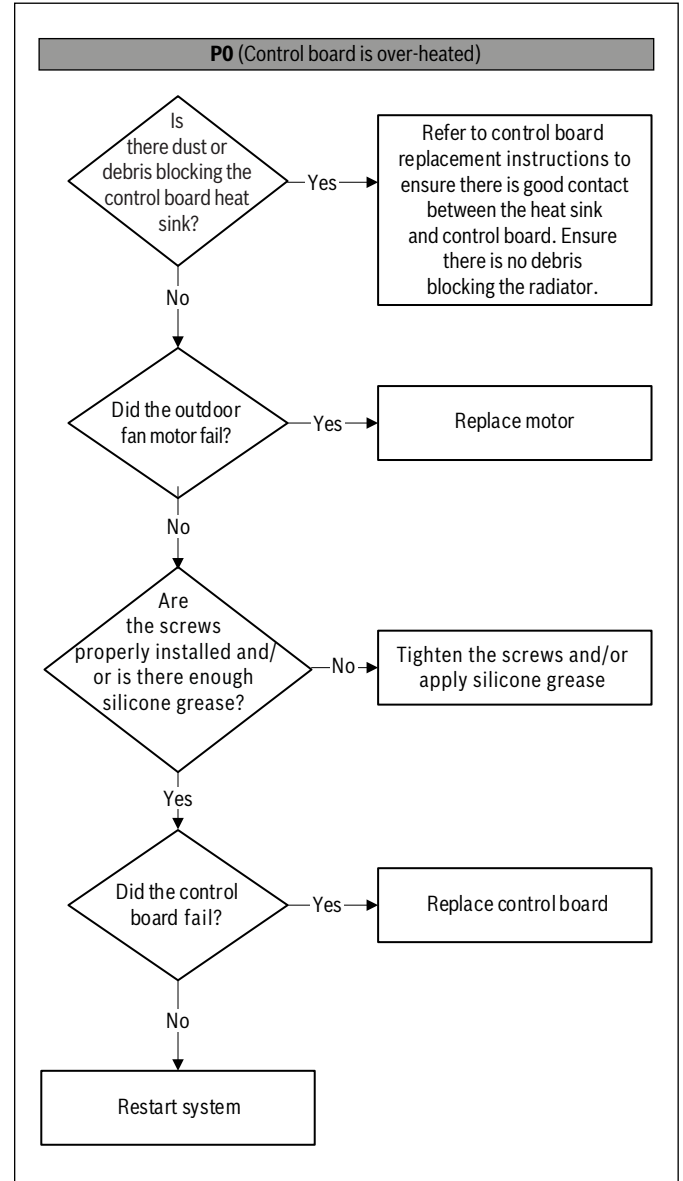 P0 (Control board is over-heated)
Is
there dust or
debris blocking the
control board heat
sink?
Yes
Refer to control board
replacement instructions to
ensure there is good contact
between the heat sink
and control board. Ensure
there is no debris
blocking the radiator.
No
Did the outdoor
fan motor fail?
Yes
Replace motor
No
Are
the screws
properly installed and/
or is there enough
silicone grease?
No
Tighten the screws and/or
apply silicone grease
Yes
Did the control
board fail?
Yes
Replace control board
No
Restart system